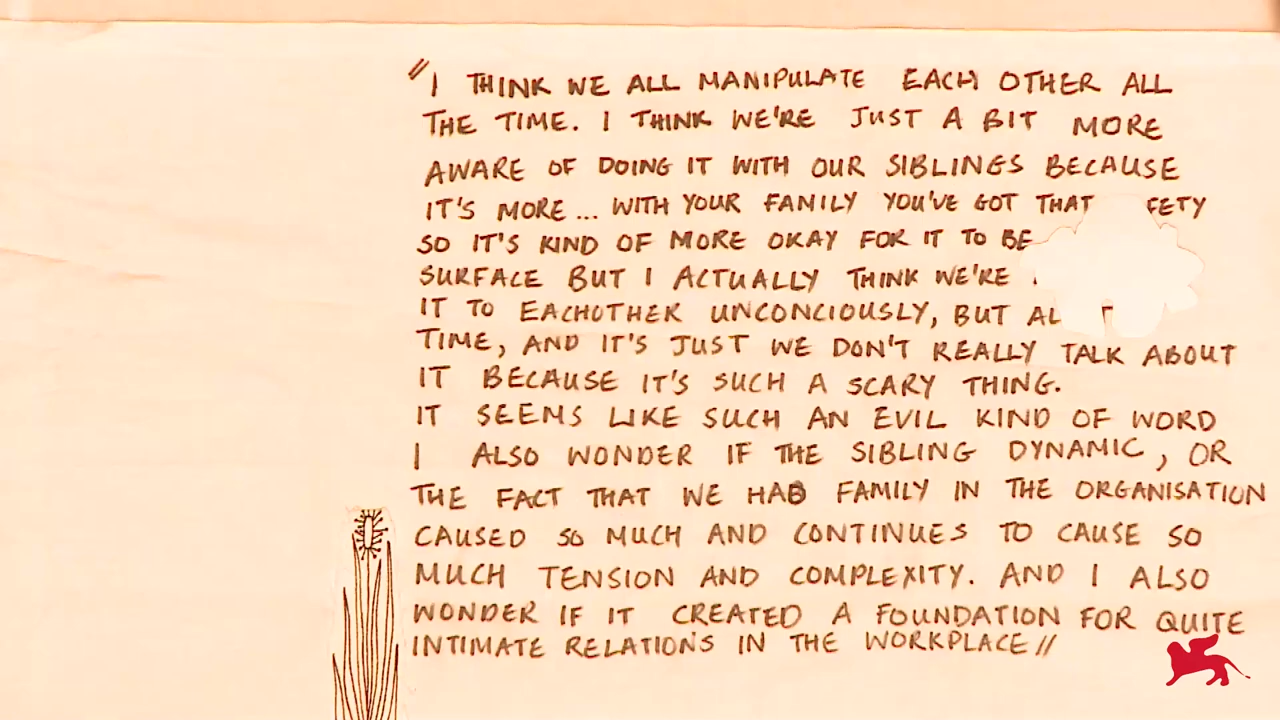 "I THINK WE ALL MANIPULATE EACH OTHER ALL
THE TIME. I THINK WE'RE JUST A BIT MORE
AWARE OF DOING IT WITH OUR SIBLINGS BECAUSE
IT'S MORE ... WITH YOUR FAMILY YOU'VE GOT THAT
SO IT'S KIND OF MORE OKAY FOR IT TO BE
SURFACE BUT I ACTUALLY THINK WE'RE
IT TO EACHOTHER UNCONCIOUSLY, BUT
TIME, AND IT'S JUST WE DON'T REALLY TALK ABOUT
IT BECAUSE IT'S SUCH A SCARY THING.
IT SEEMS LIKE SUCH AN EVIL KIND OF WORD
I ALSO WONDER IF THE SIBLING DYNAMIC, OR
THE FACT THAT WE HAD FAMILY IN THE ORGANISATION
CAUSED SO MUCH AND CONTINUES TO CAUSE SO
MUCH TENSION AND COMPLEXITY. AND I ALSO
WONDER IF IT CREATED A FOUNDATION FOR QUITE
INTIMATE RELATIONS IN THE WORKPLACE //